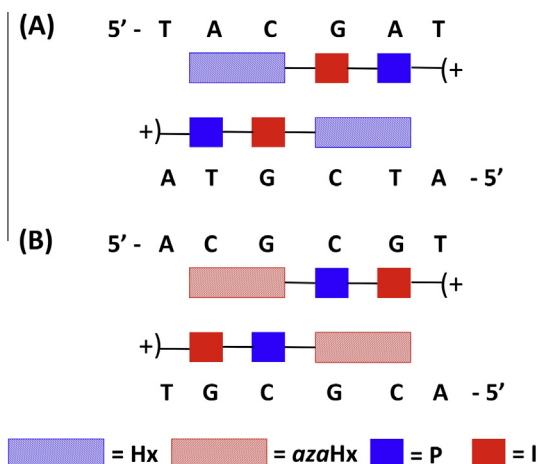 (A) 5’ - T A C G A T
(+
+)
A T G C T A - 5’
(B) 5’ - A C G C G T
(+
+)
T G C G C A - 5’
= Hx = azaHx = P = I